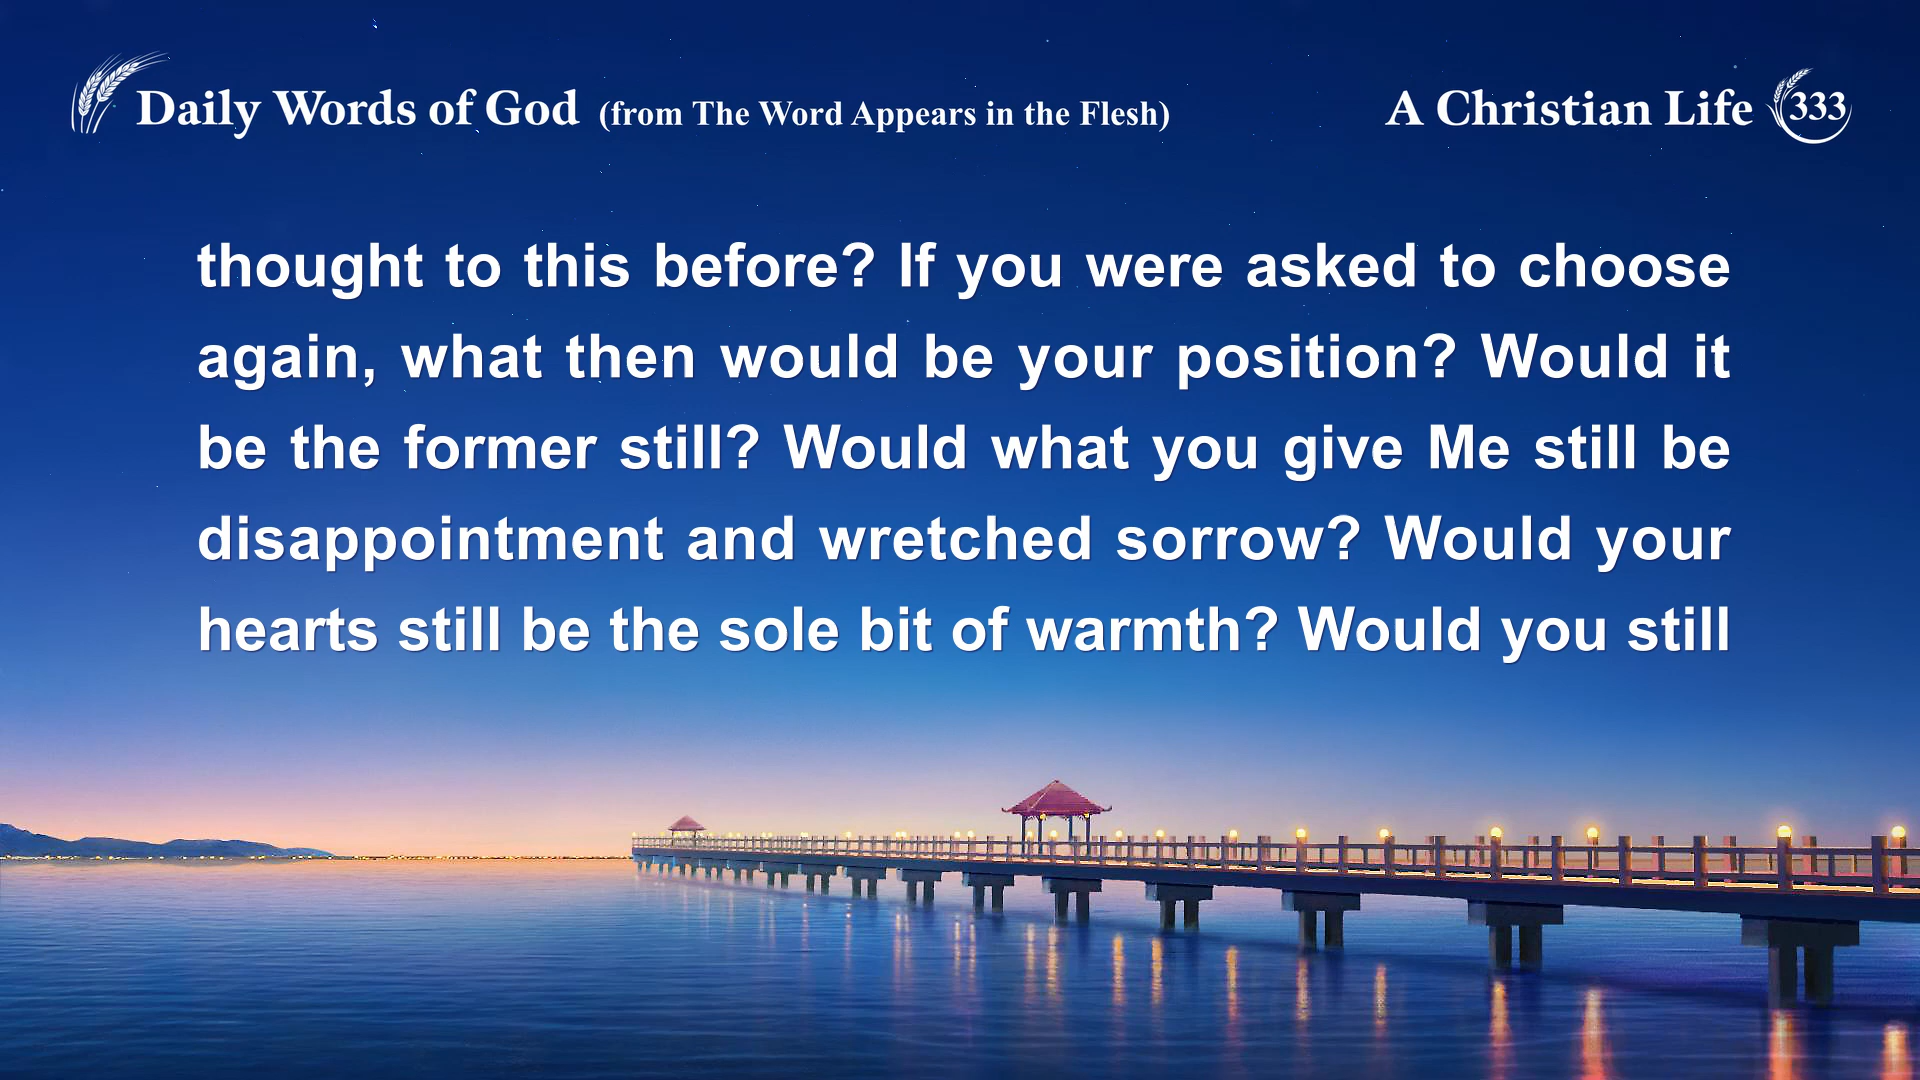 Daily Words of God (from The Word Appears in the Flesh)
A Christian Life 333
thought to this before? If you were asked to choose
again, what then would be your position? Would it
be the former still? Would what you give Me still be
disappointment and wretched sorrow? Would your
hearts still be the sole bit of warmth? Would you still